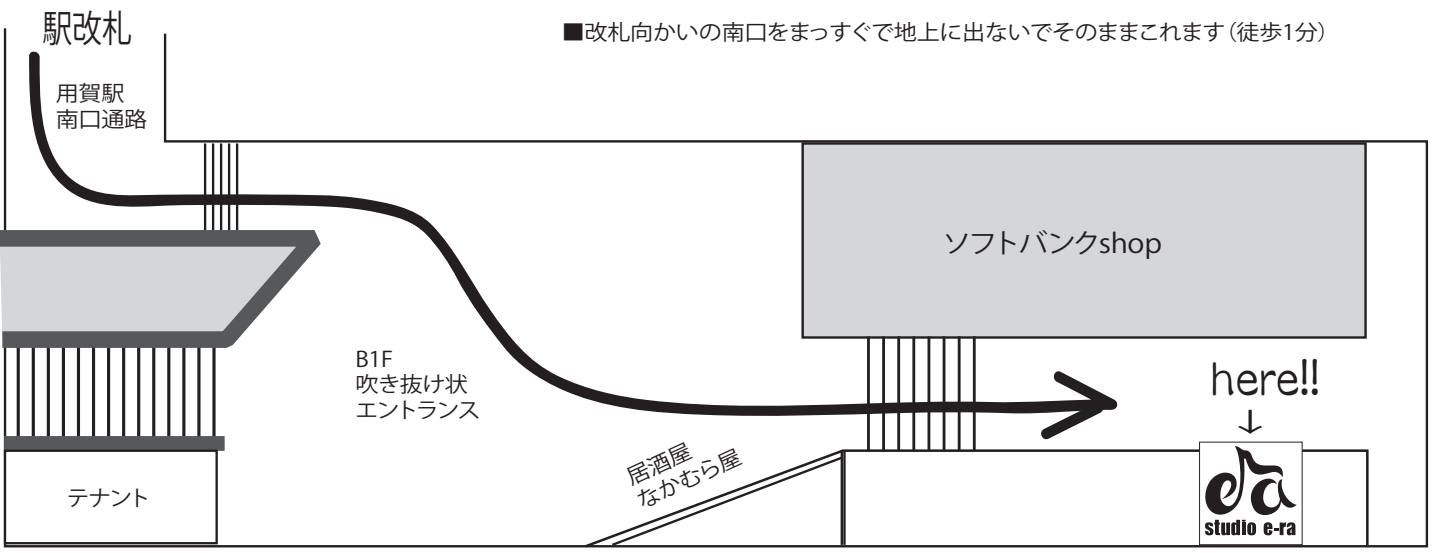 駅改札
■改札向かいの南口をまっすぐで地上に出ないでそのままこれます（徒歩1分）
用賀駅
南口通路
ソフトバンクshop
B1F
吹き抜け状
エントランス
here!!
↓
居酒屋
なかむら屋
テナント
era
studio e-ra